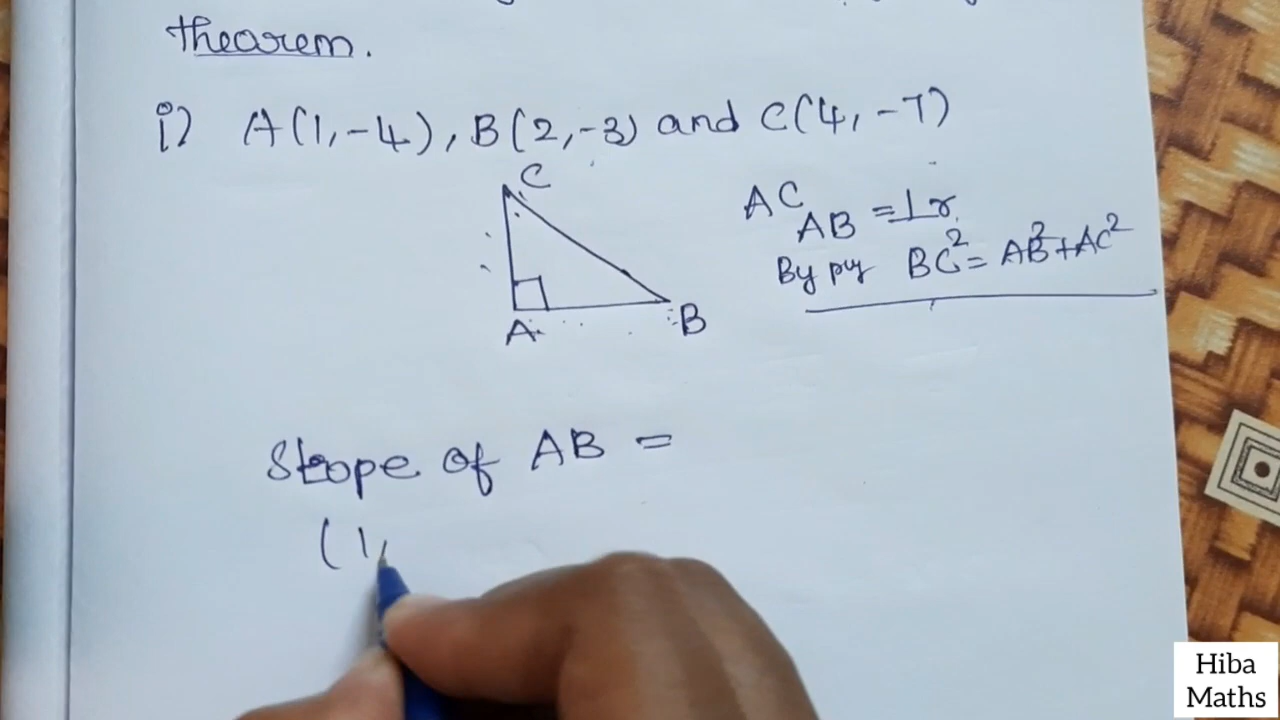 thearem.
i) A(1,-4), B(2,-3) and C(4,-7)
C
A
B
AC
AB = ⊥r
By py BC² = AB²+AC²
Slope of AB =
(1,
Hiba
Maths